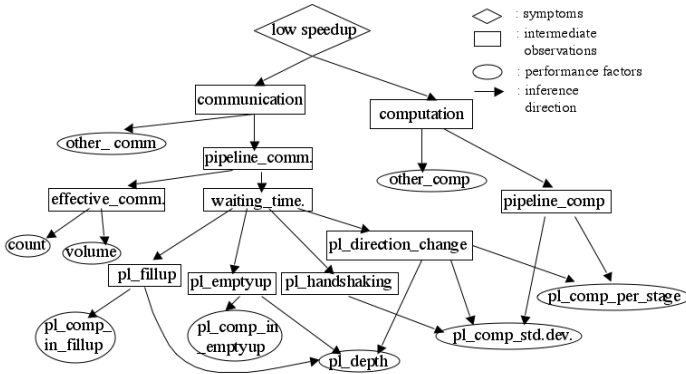 low speedup
: symptoms
: intermediate
observations
: performance factors
: inference
direction
communication
computation
other_ comm
pipeline_comm.
other_comp
effective_comm.
waiting_time.
pipeline_comp
count
volume
pl_direction_change
pl_fillup
pl_emptyup
pl_handshaking
pl_comp_per_stage
pl_comp_
in_fillup
pl_comp_in
_emptyup
pl_depth
pl_comp_std.dev.